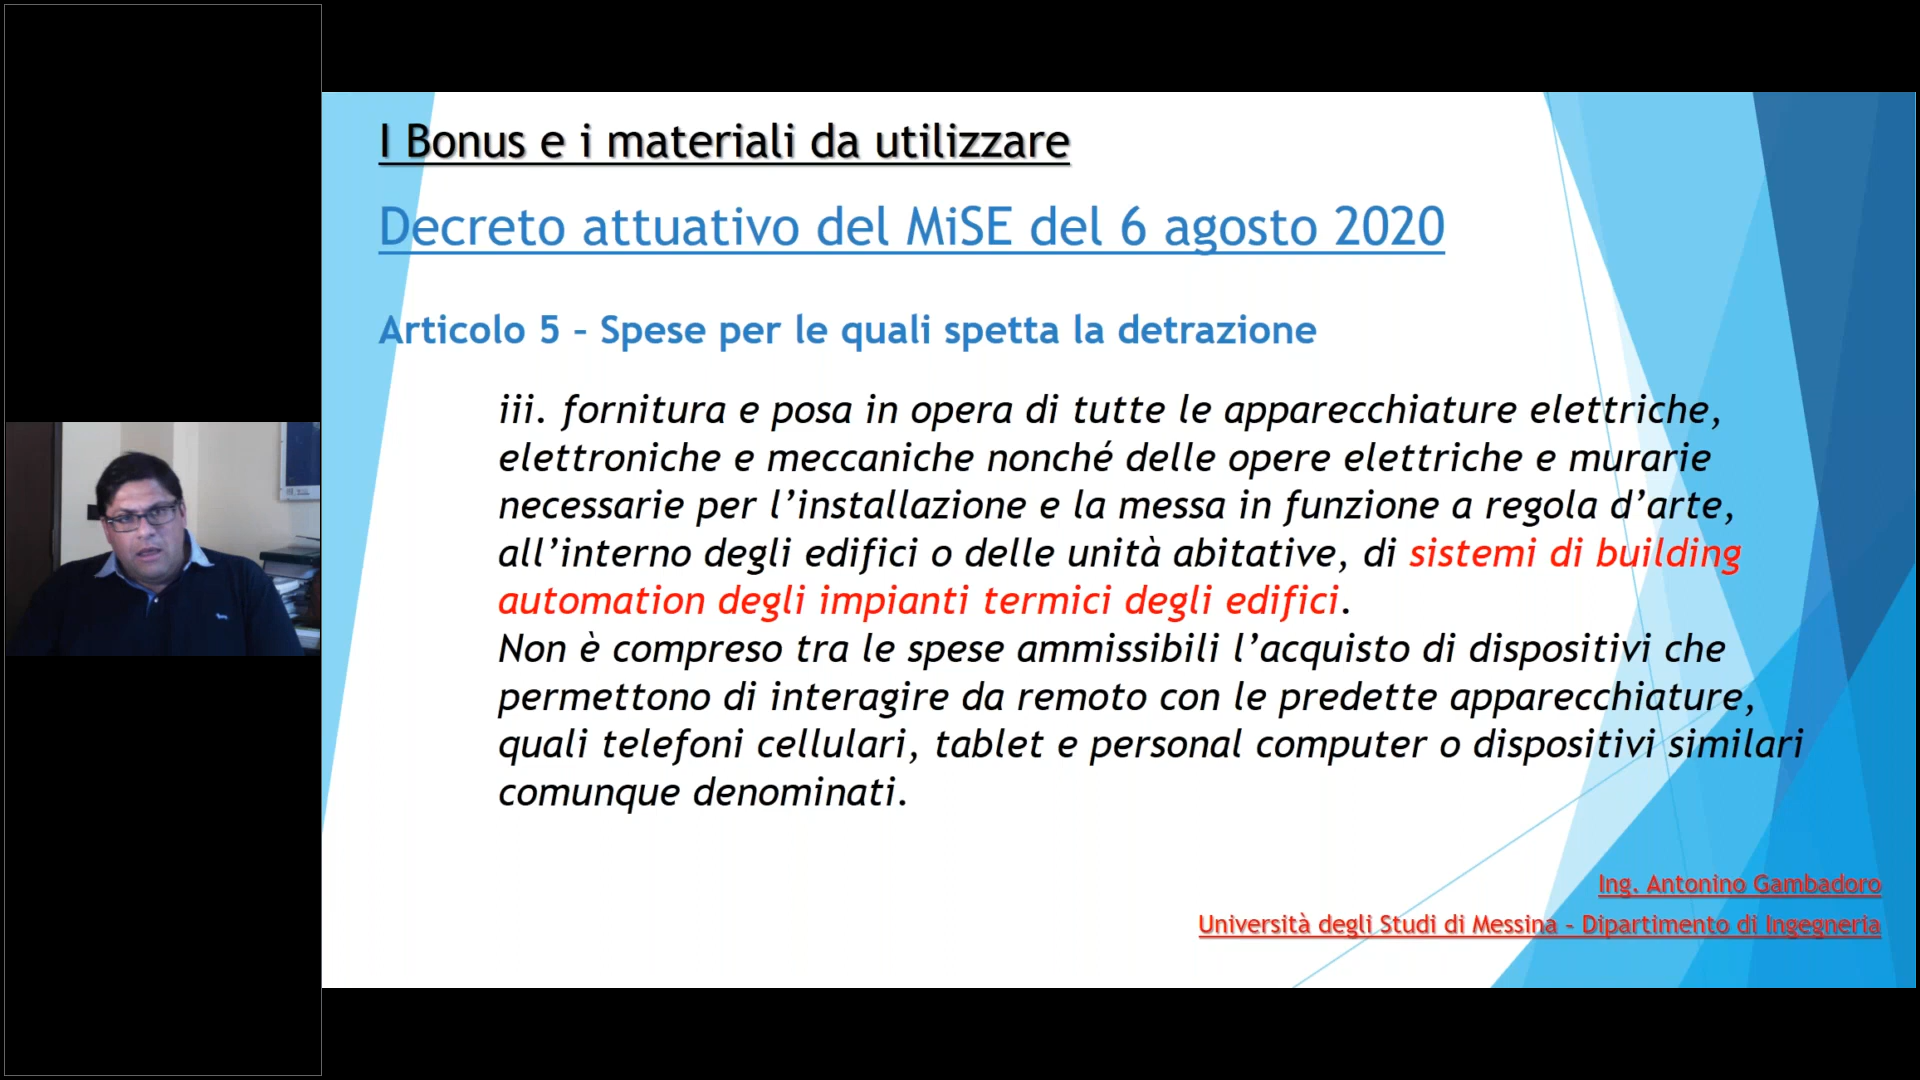 I Bonus e i materiali da utilizzare
Decreto attuativo del MiSE del 6 agosto 2020
Articolo 5 – Spese per le quali spetta la detrazione
iii. fornitura e posa in opera di tutte le apparecchiature elettriche,
elettroniche e meccaniche nonché delle opere elettriche e murarie
necessarie per l’installazione e la messa in funzione a regola d’arte,
all’interno degli edifici o delle unità abitative, di sistemi di building
automation degli impianti termici degli edifici.
Non è compreso tra le spese ammissibili l’acquisto di dispositivi che
permettono di interagire da remoto con le predette apparecchiature,
quali telefoni cellulari, tablet e personal computer o dispositivi similari
comunque denominati.
Ing. Antonino Gambadoro
Università degli Studi di Messina – Dipartimento di Ingegneria